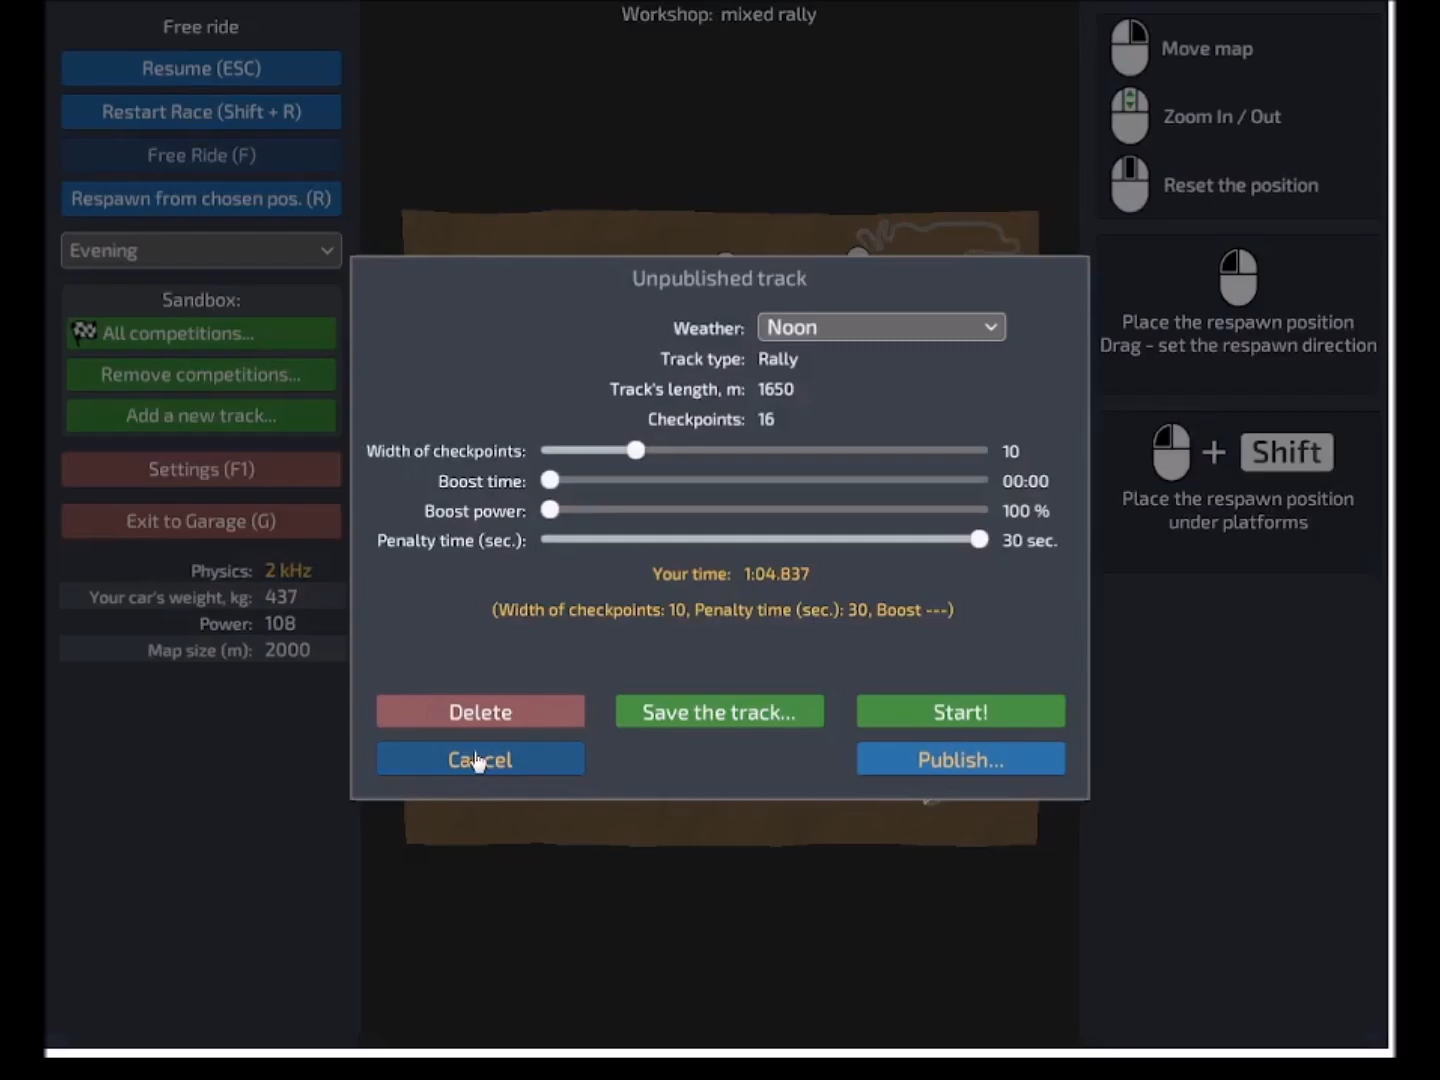 Workshop: mixed rally
Free ride
Resume (ESC)
Restart Race (Shift + R)
Free Ride (F)
Respawn from chosen pos. (R)
Evening
Sandbox:
All competitions...
Remove competitions...
Add a new track...
Settings (F1)
Exit to Garage (G)
Physics: 2 kHz
Your car's weight, kg: 437
Power: 108
Map size (m): 2000
Unpublished track
Weather: Noon
Track type: Rally
Track's length, m: 1650
Checkpoints: 16
Width of checkpoints: 10
Boost time: 00:00
Boost power: 100 %
Penalty time (sec.): 30 sec.
Your time: 1:04.837
(Width of checkpoints: 10, Penalty time (sec.): 30, Boost ---)
Delete
Save the track...
Start!
Cancel
Publish...
Move map
Zoom In / Out
Reset the position
Place the respawn position
Drag - set the respawn direction
+ Shift
Place the respawn position
under platforms